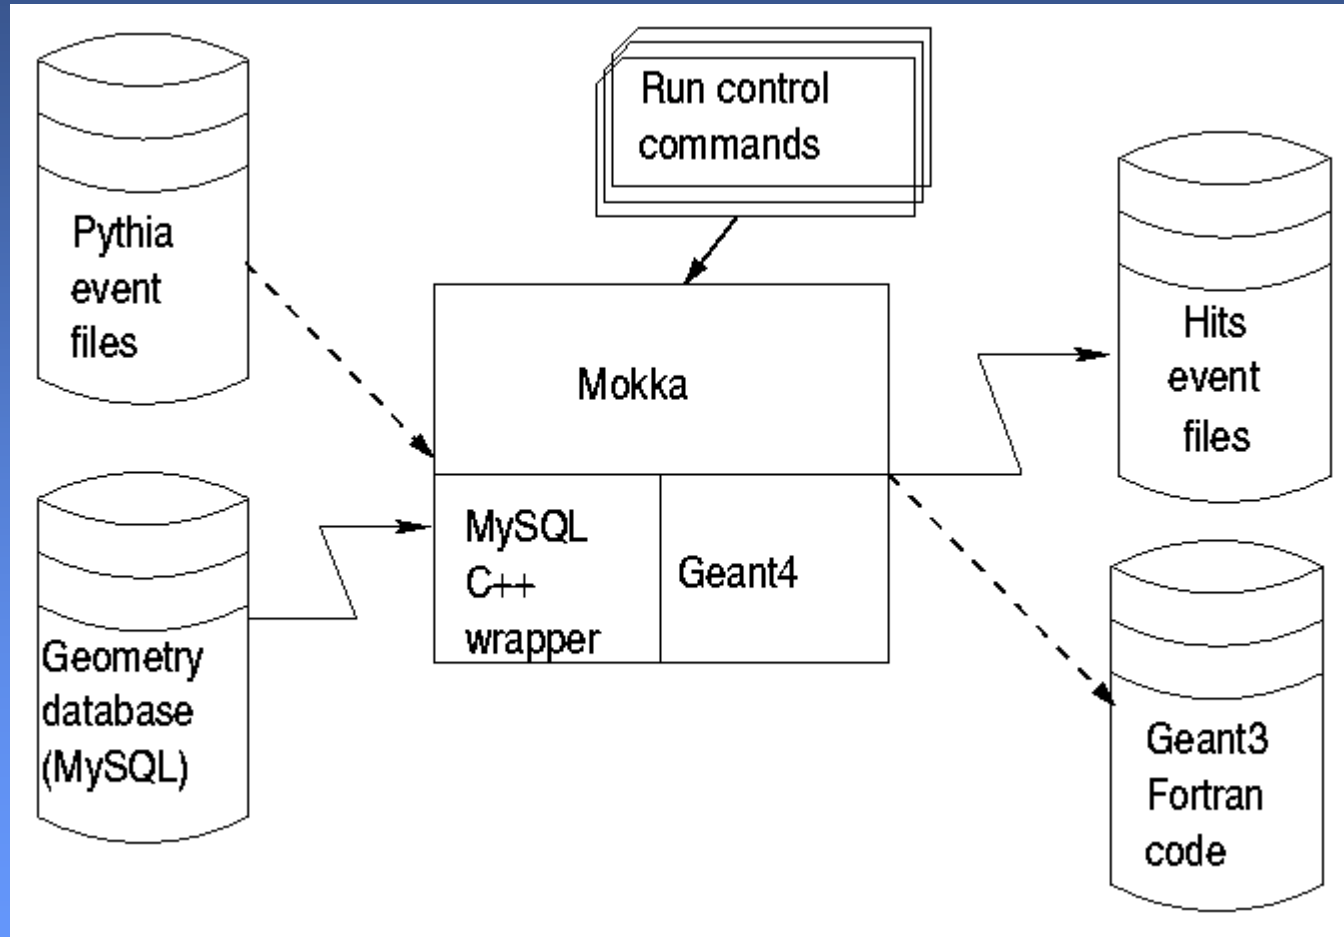 Run control
commands
Pythia
event
files
Hits
event
files
Mokka
MySQL
C++
wrapper
Geant4
Geometry
database
(MySQL)
Geant3
Fortran
code